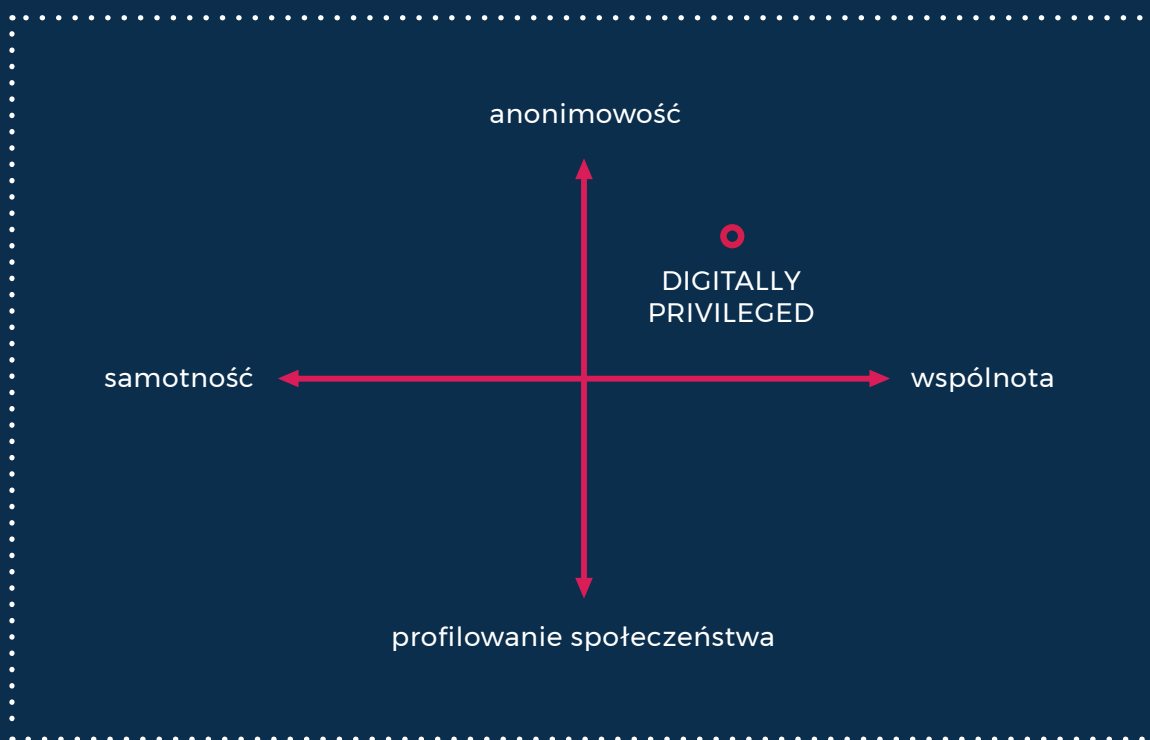 anonimowość
DIGITALLY
PRIVILEGED
samotność
wspólnota
profilowanie społeczeństwa